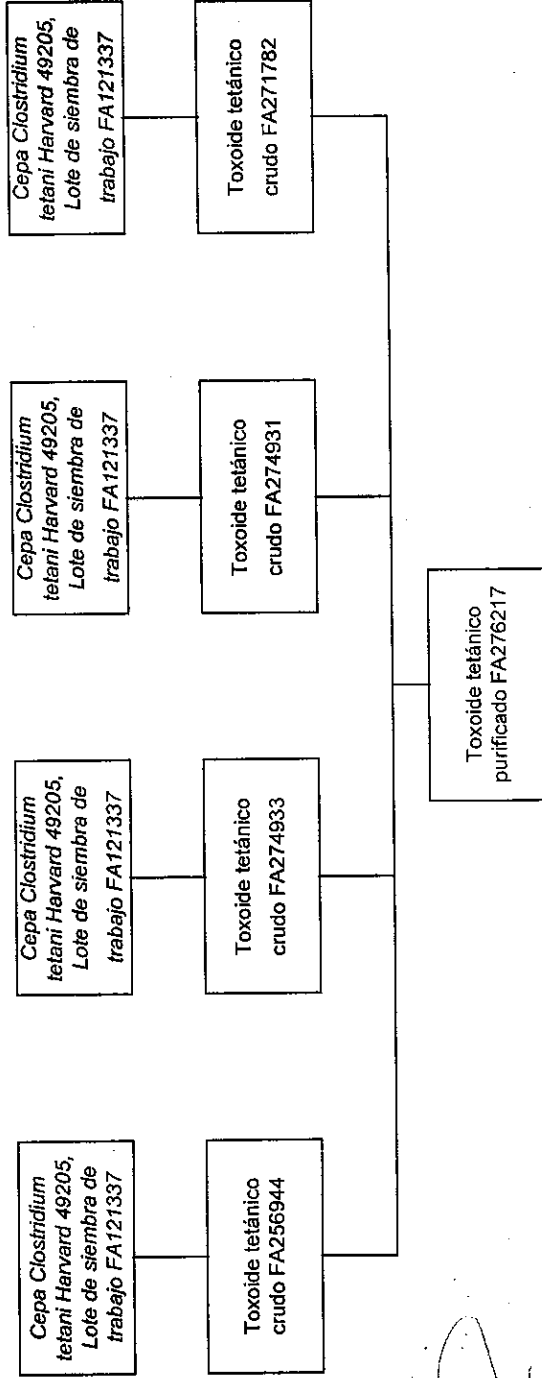 Cepa Clostridium
tetani Harvard 49205,
Lote de siembra de
trabajo FA121337
Cepa Clostridium
tetani Harvard 49205,
Lote de siembra de
trabajo FA121337
Cepa Clostridium
tetani Harvard 49205,
Lote de siembra de
trabajo FA121337
Cepa Clostridium
tetani Harvard 49205,
Lote de siembra de
trabajo FA121337
Toxoide tetánico
crudo FA256944
Toxoide tetánico
crudo FA274933
Toxoide tetánico
crudo FA274931
Toxoide tetánico
crudo FA271782
Toxoide tetánico
purificado FA276217